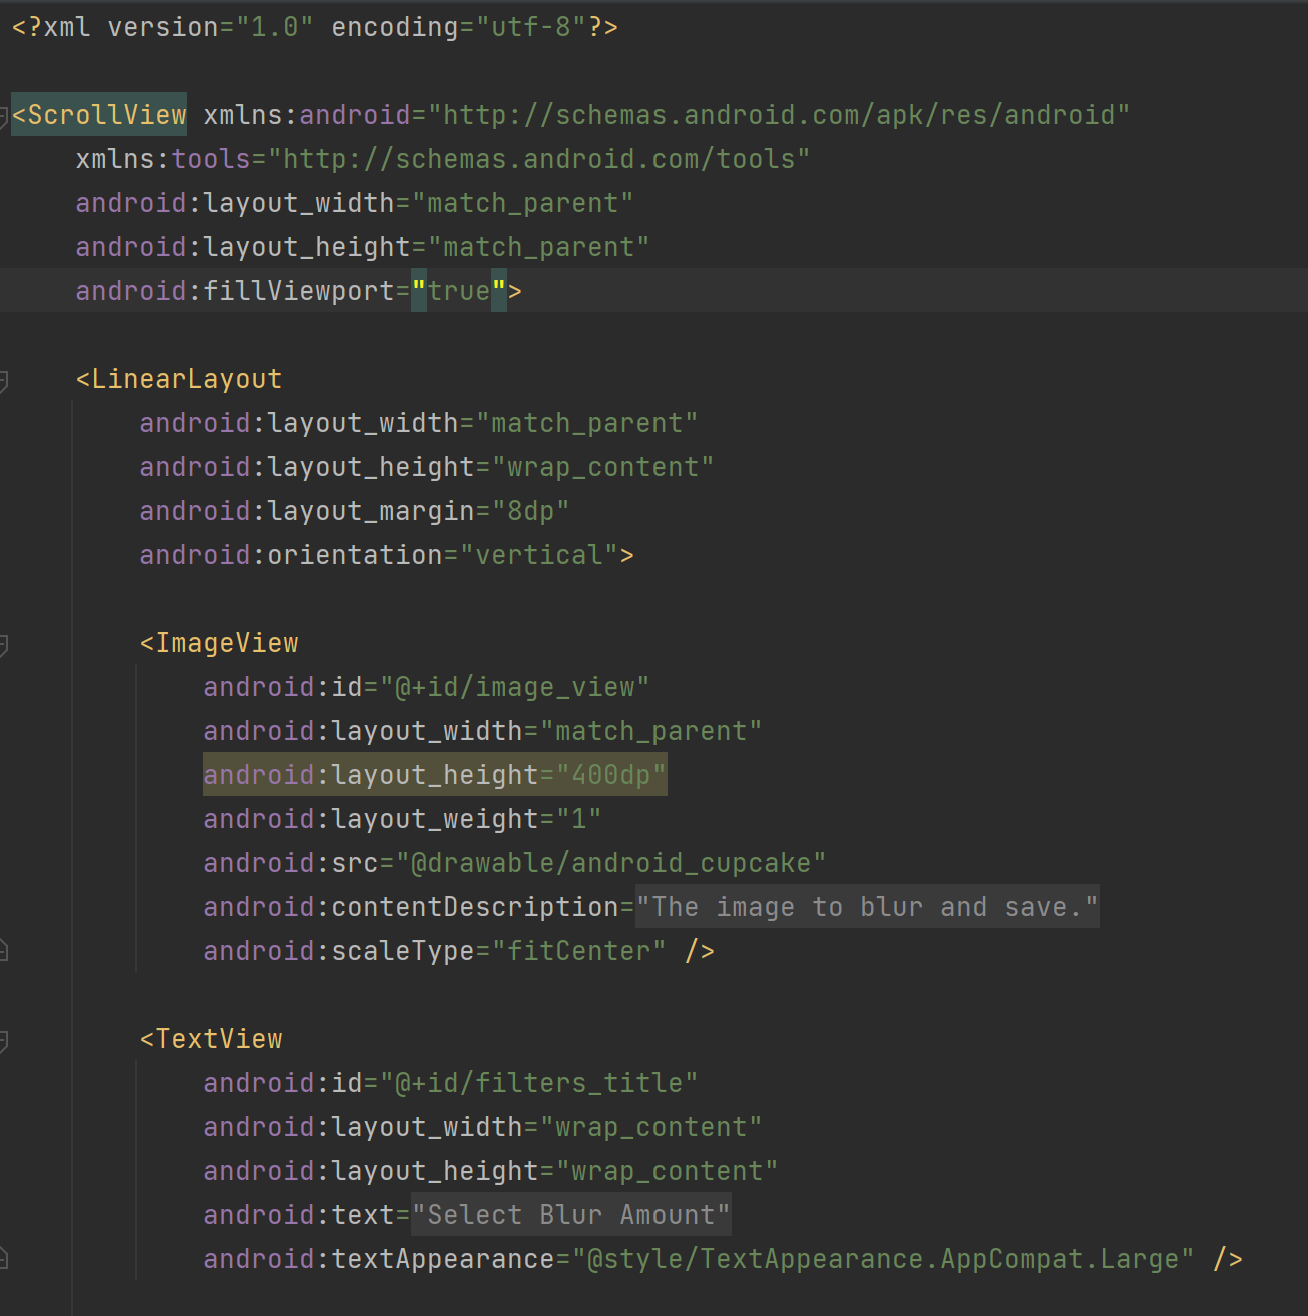 <?xml version="1.0" encoding="utf-8"?>
<ScrollView xmlns:android="http://schemas.android.com/apk/res/android"
xmlns:tools="http://schemas.android.com/tools"
android:layout_width="match_parent"
android:layout_height="match_parent"
android:fillViewport="true">
<LinearLayout
android:layout_width="match_parent"
android:layout_height="wrap_content"
android:layout_margin="8dp"
android:orientation="vertical">
<ImageView
android:id="@+id/image_view"
android:layout_width="match_parent"
android:layout_height="400dp"
android:layout_weight="1"
android:src="@drawable/android_cupcake"
android:contentDescription="The image to blur and save."
android:scaleType="fitCenter" />
<TextView
android:id="@+id/filters_title"
android:layout_width="wrap_content"
android:layout_height="wrap_content"
android:text="Select Blur Amount"
android:textAppearance="@style/TextAppearance.AppCompat.Large" />